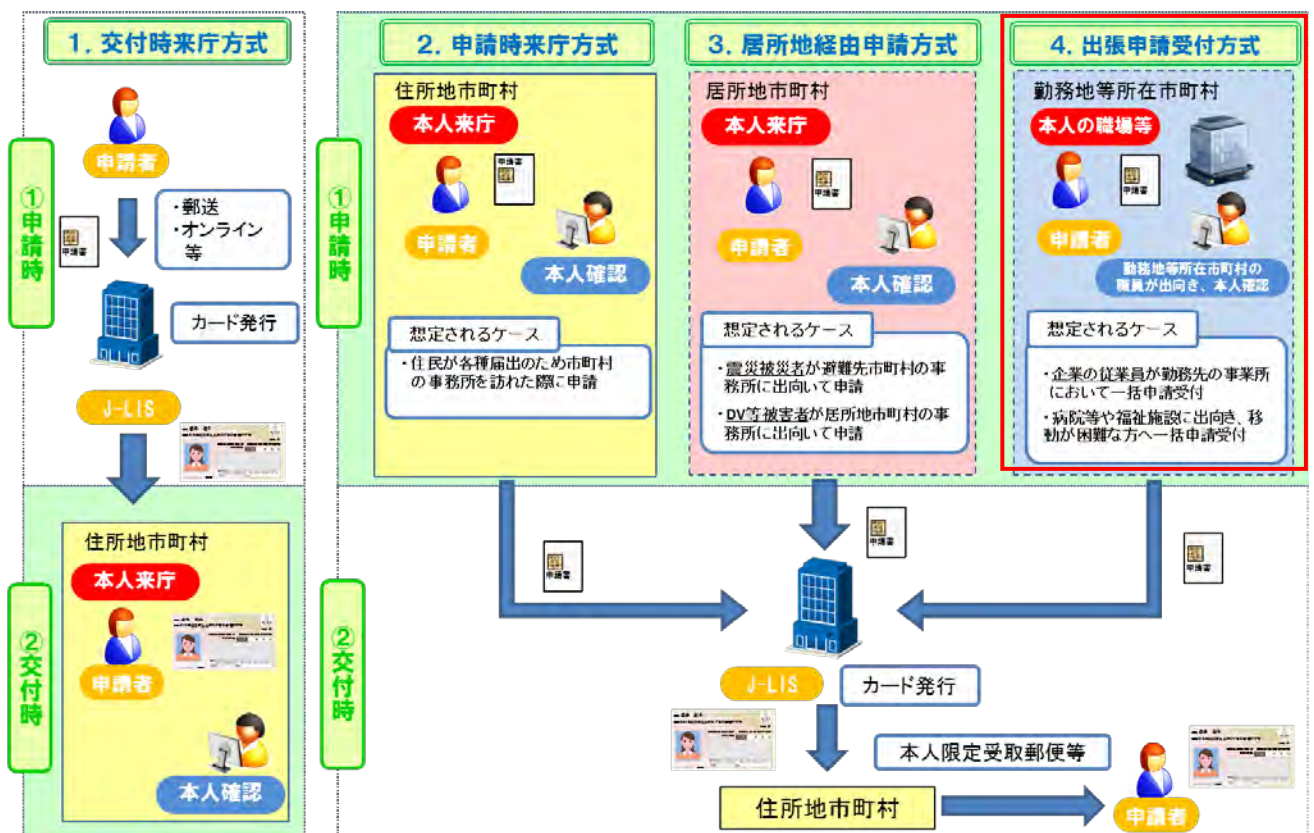 1. 交付時来庁方式
①申請時
申請者
・郵送
・オンライン
等
申請書
カード発行
J-LIS
②交付時
住所地市町村
本人来庁
申請者
本人確認
①申請時
2. 申請時来庁方式
住所地市町村
本人来庁
申請書
申請者
本人確認
想定されるケース
・住民が各種届出のため市町村
の事務所を訪れた際に申請
3. 居所地経由申請方式
居所地市町村
本人来庁
申請書
申請者
本人確認
想定されるケース
・震災被災者が避難先市町村の事
務所に出向いて申請
・DV等被害者が居所地市町村の事
務所に出向いて申請
4. 出張申請受付方式
勤務地等所在市町村
本人の職場等
申請書
申請者
勤務地等所在市町村の
職員が出向き、本人確認
想定されるケース
・企業の従業員が勤務先の事業所
において一括申請受付
・病院等や福祉施設に出向き、移
動が困難な方へ一括申請受付
②交付時
申請書
申請書
申請書
J-LIS
カード発行
本人限定受取郵便等
住所地市町村
申請者